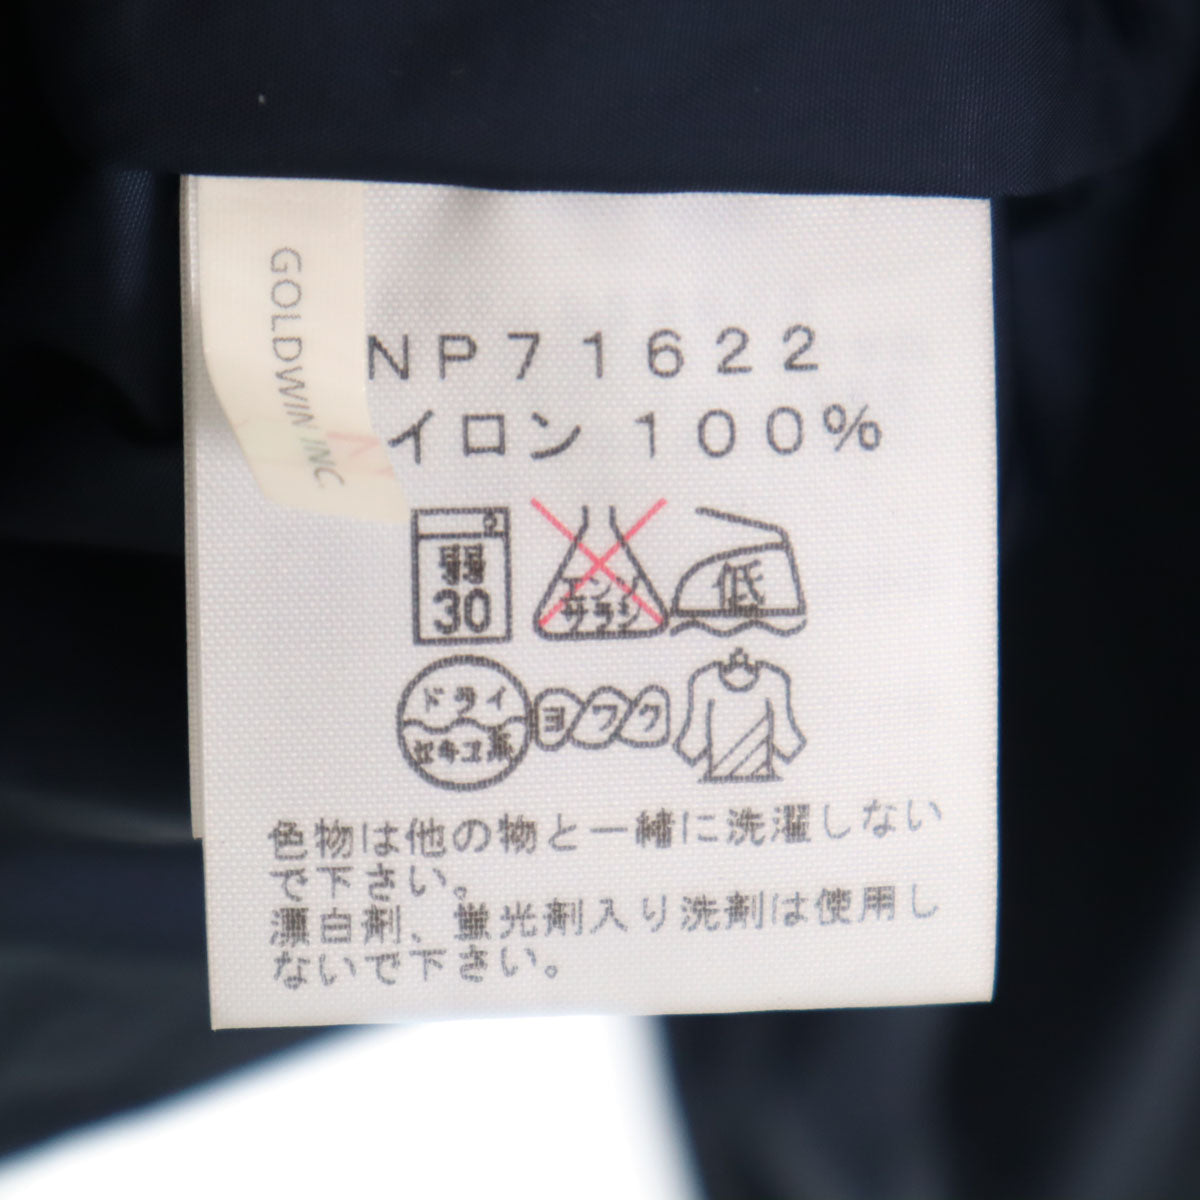 GOLDWIN INC.
NP71622
イロン 100%
弱
30
エンソ
サラシ
低
ドライ
セキユ系
ヨワク
色物は他の物と一緒に洗濯しない
で下さい。
漂白剤、蛍光剤入り洗剤は使用し
ないで下さい。